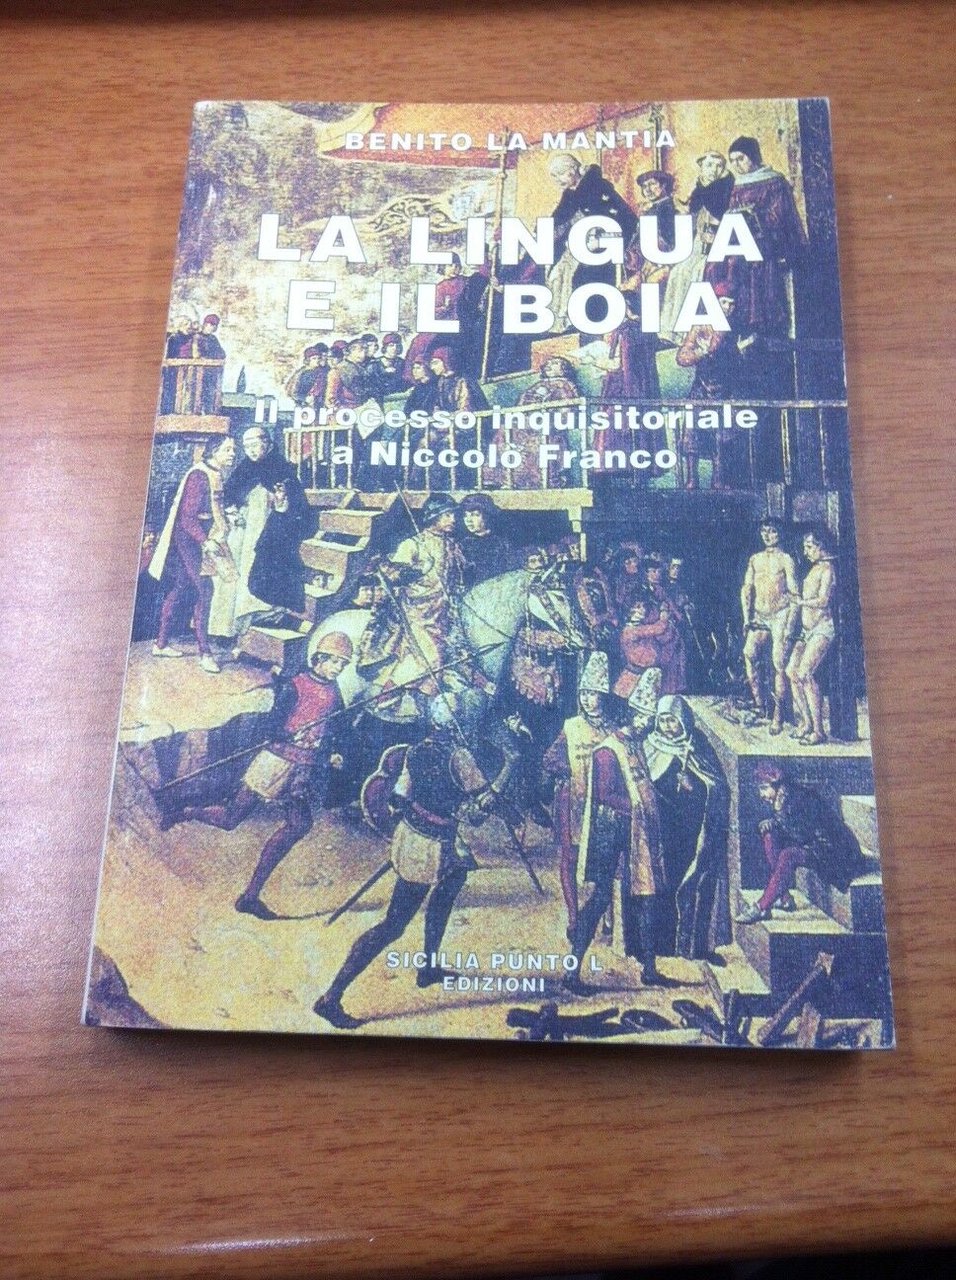 BENITO LA MANTIA
LA LINGUA
E IL BOIA
Il processo inquisitoriale
a Niccolò Franco
SICILIA PUNTO L
EDIZIONI